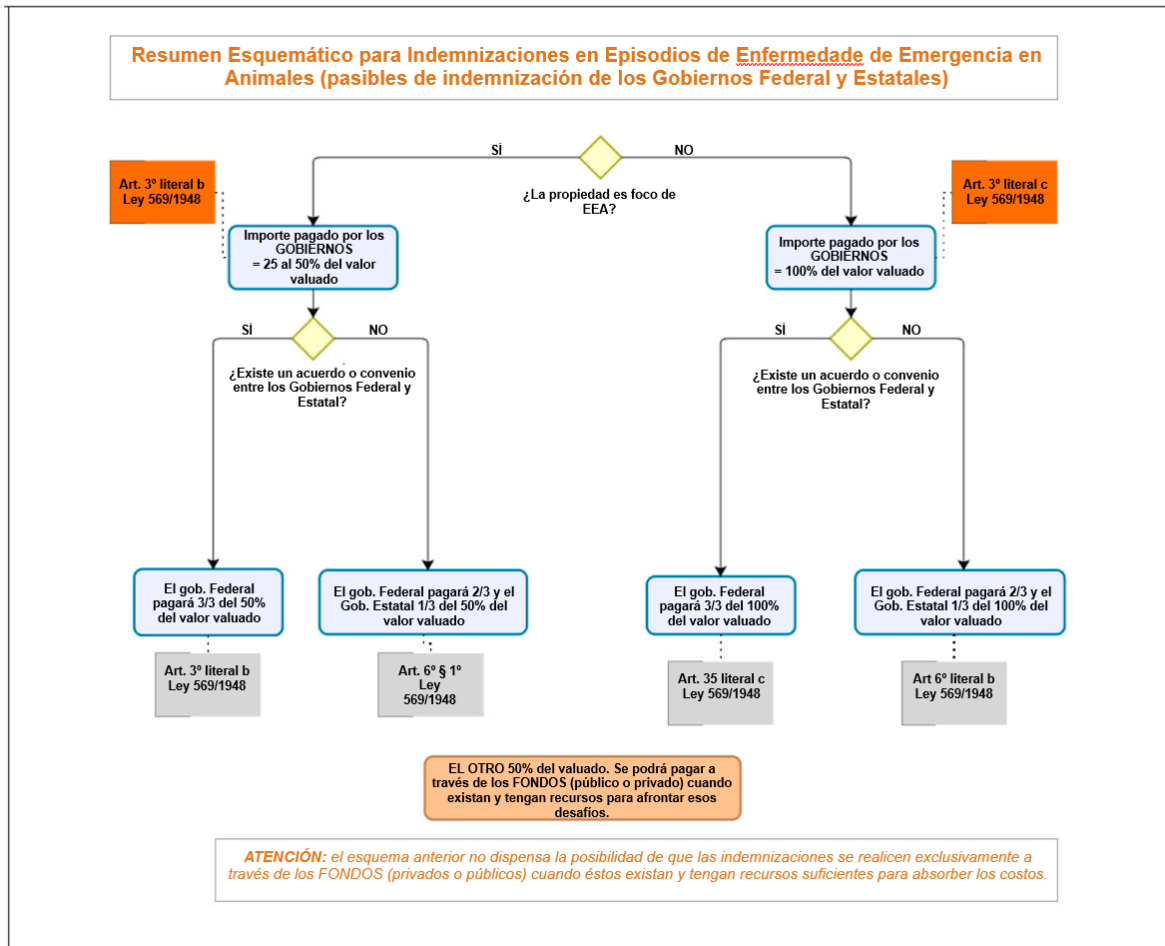 Resumen Esquemático para Indemnizaciones en Episodios de Enfermedade de Emergencia en
Animales (pasibles de indemnización de los Gobiernos Federal y Estatales)
SÍ
NO
¿La propiedad es foco de
EEA?
Art. 3º literal b
Ley 569/1948
Art. 3º literal c
Ley 569/1948
Importe pagado por los
GOBIERNOS
= 25 al 50% del valor
valuado
Importe pagado por los
GOBIERNOS
= 100% del valor valuado
SÍ
NO
¿Existe un acuerdo o convenio
entre los Gobiernos Federal y
Estatal?
SÍ
NO
¿Existe un acuerdo o convenio
entre los Gobiernos Federal y
Estatal?
El gob. Federal
pagará 3/3 del 50%
del valor valuado
El gob. Federal pagará 2/3 y el
Gob. Estatal 1/3 del 50% del
valor valuado
El gob. Federal
pagará 3/3 del 100%
del valor valuado
El gob. Federal pagará 2/3 y el
Gob. Estatal 1/3 del 100% del
valor valuado
Art. 3º literal b
Ley 569/1948
Art. 6º § 1º
Ley
569/1948
Art. 35 literal c
Ley 569/1948
Art 6º literal b
Ley 569/1948
EL OTRO 50% del valuado. Se podrá pagar a
través de los FONDOS (público o privado) cuando
existan y tengan recursos para afrontar esos
desafíos.
ATENCIÓN: el esquema anterior no dispensa la posibilidad de que las indemnizaciones se realicen exclusivamente a
través de los FONDOS (privados o públicos) cuando éstos existan y tengan recursos suficientes para absorber los costos.